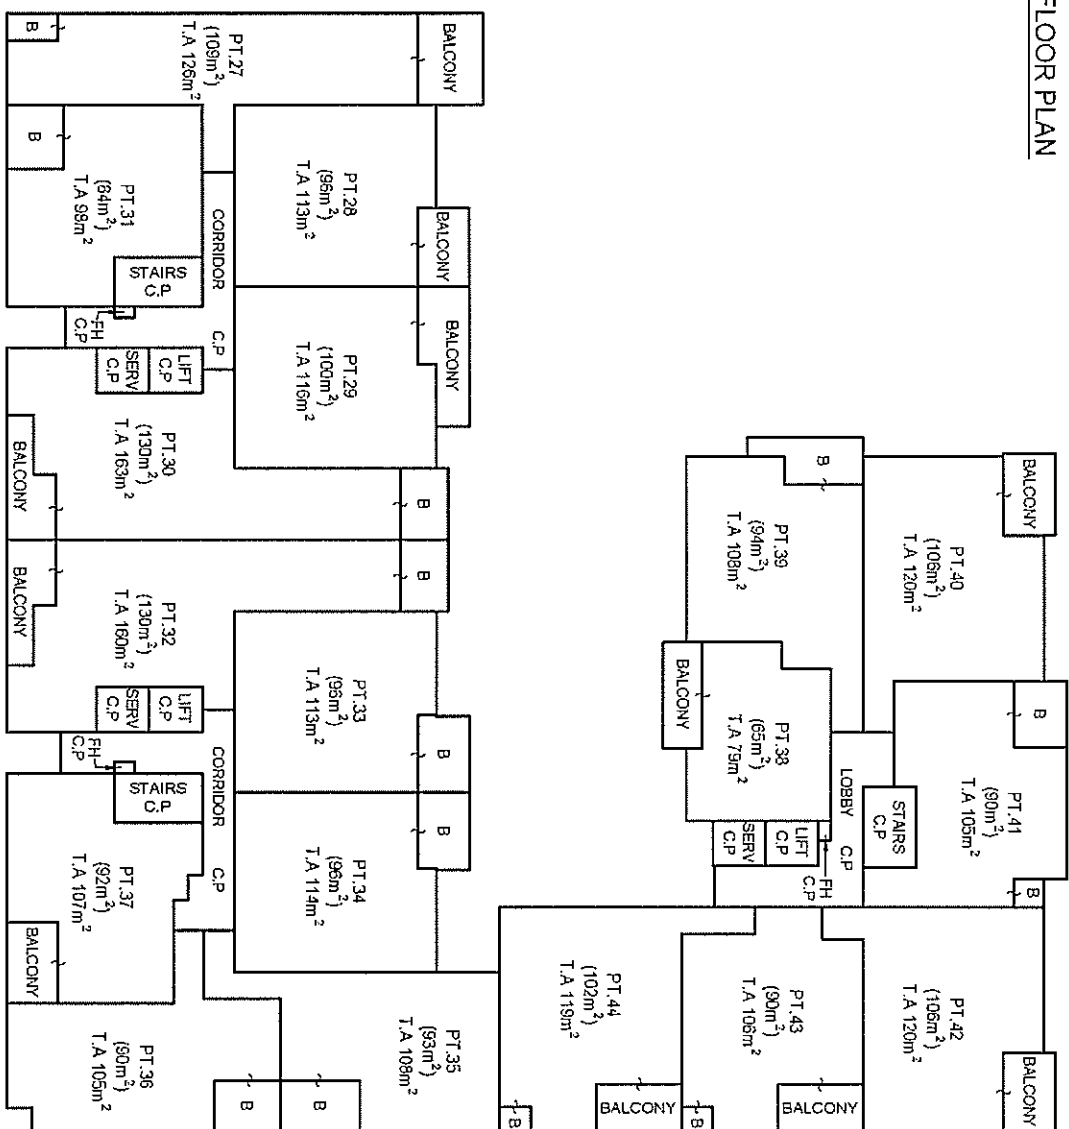 FLOOR PLAN
BALCONY
PT.27
(109m²)
T.A 126m²
B
BALCONY
PT.28
(96m²)
T.A 113m²
BALCONY
PT.29
(100m²)
T.A 116m²
CORRIDOR C.P
B
PT.31
(84m²)
T.A 98m²
STAIRS
C.P
FH
C.P
LIFT
C.P
SERV
C.P
B
PT.30
(130m²)
T.A 163m²
BALCONY
B
PT.32
(130m²)
T.A 160m²
BALCONY
LIFT
C.P
SERV
C.P
B
PT.33
(96m²)
T.A 113m²
B
PT.34
(96m²)
T.A 114m²
CORRIDOR C.P
FH
C.P
STAIRS
C.P
PT.37
(92m²)
T.A 107m²
BALCONY
PT.36
(90m²)
T.A 105m²
B
PT.35
(93m²)
T.A 108m²
B
BALCONY
PT.40
(106m²)
T.A 120m²
B
PT.39
(94m²)
T.A 108m²
PT.38
(65m²)
T.A 79m²
BALCONY
B
PT.41
(90m²)
T.A 105m²
B
STAIRS
C.P
LOBBY C.P
LIFT
C.P
SERV
C.P
FH
C.P
PT.42
(106m²)
T.A 120m²
BALCONY
PT.43
(90m²)
T.A 106m²
BALCONY
B
PT.44
(102m²)
T.A 119m²
BALCONY
B